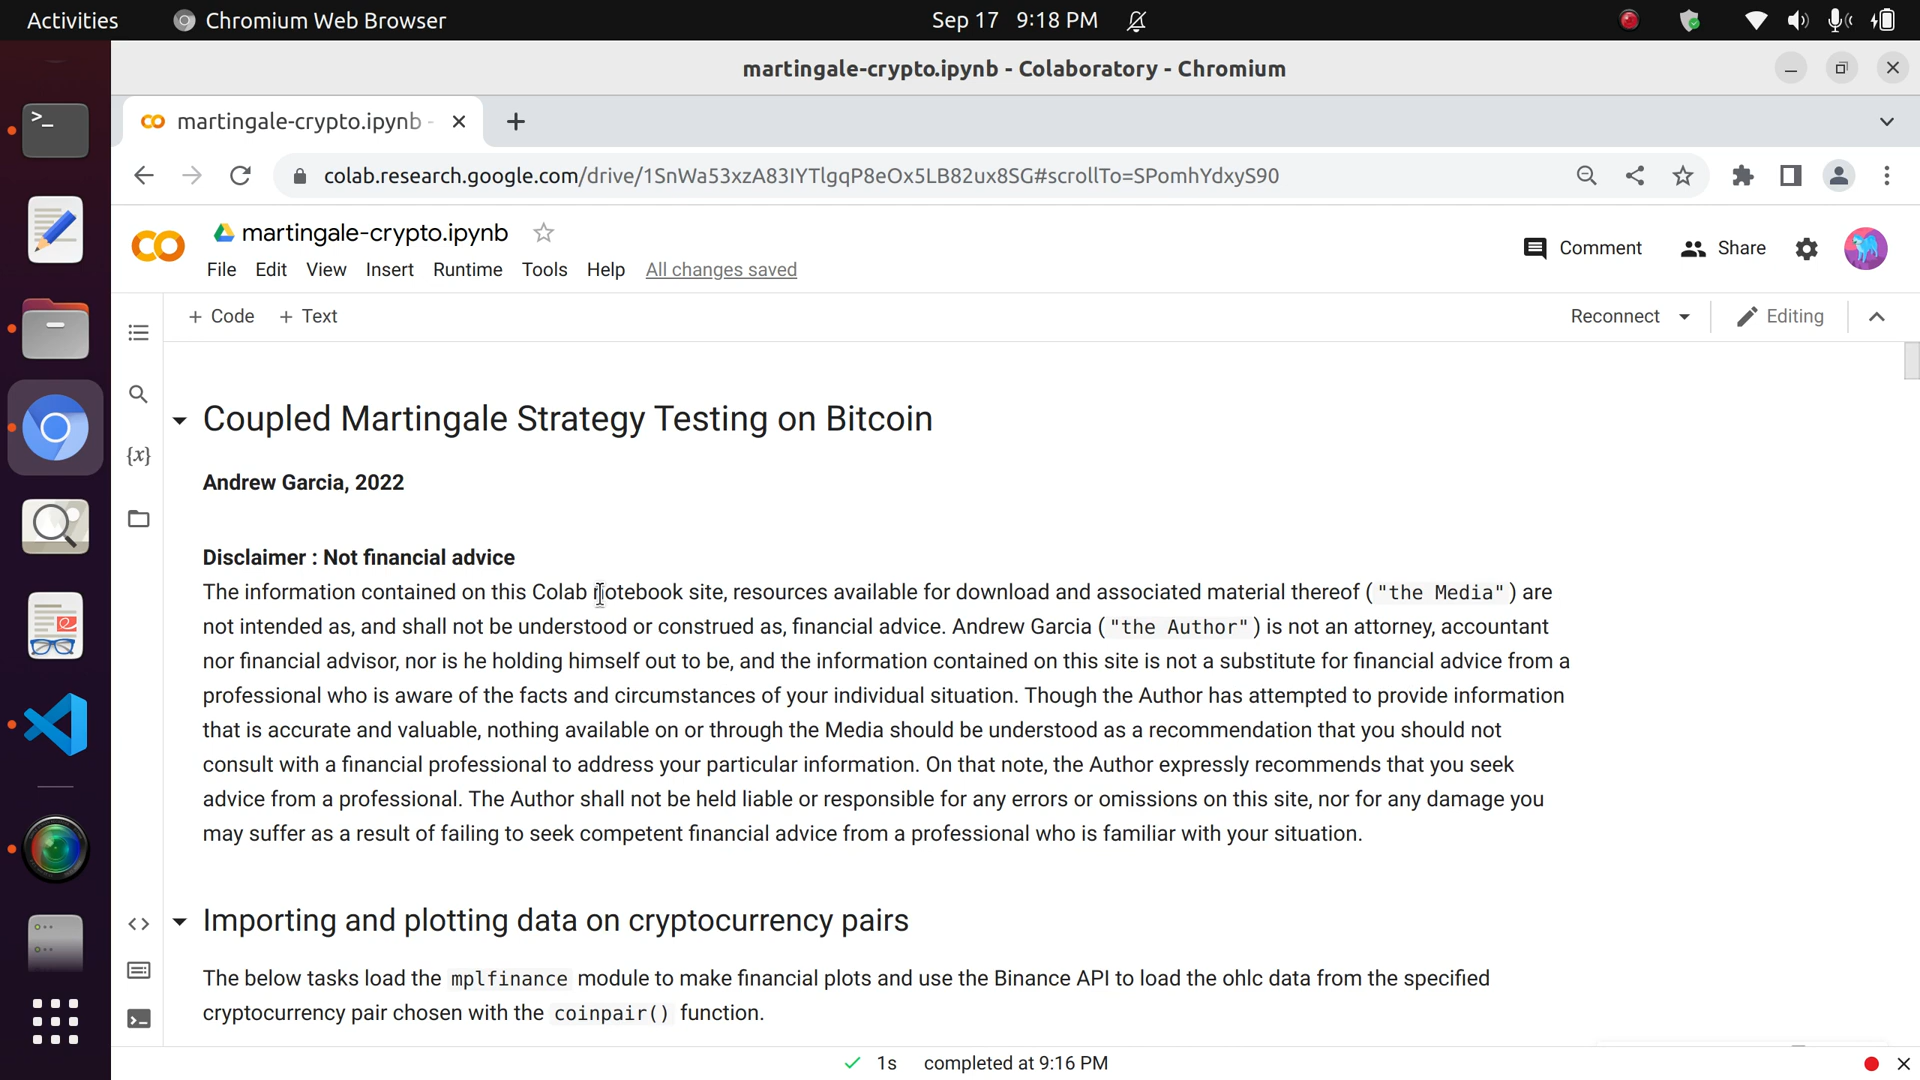 Activities
Chromium Web Browser
Sep 17 9:18 PM
martingale-crypto.ipynb - Colaboratory - Chromium
martingale-crypto.ipynb -
colab.research.google.com/drive/1SnWa53xzA83IYTlgqP8eOx5LB82ux8SG#scrollTo=SPomhYdxyS90
martingale-crypto.ipynb
File Edit View Insert Runtime Tools Help All changes saved
Comment
Share
+ Code + Text
Reconnect
Editing
Coupled Martingale Strategy Testing on Bitcoin
Andrew Garcia, 2022
Disclaimer : Not financial advice
The information contained on this Colab notebook site, resources available for download and associated material thereof ("the Media") are
not intended as, and shall not be understood or construed as, financial advice. Andrew Garcia ("the Author") is not an attorney, accountant
nor financial advisor, nor is he holding himself out to be, and the information contained on this site is not a substitute for financial advice from a
professional who is aware of the facts and circumstances of your individual situation. Though the Author has attempted to provide information
that is accurate and valuable, nothing available on or through the Media should be understood as a recommendation that you should not
consult with a financial professional to address your particular information. On that note, the Author expressly recommends that you seek
advice from a professional. The Author shall not be held liable or responsible for any errors or omissions on this site, nor for any damage you
may suffer as a result of failing to seek competent financial advice from a professional who is familiar with your situation.
Importing and plotting data on cryptocurrency pairs
The below tasks load the mplfinance module to make financial plots and use the Binance API to load the ohlc data from the specified
cryptocurrency pair chosen with the coinpair() function.
1s completed at 9:16 PM